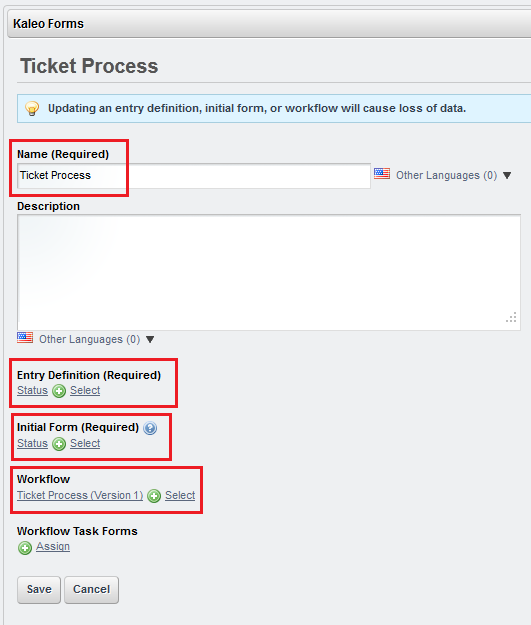 Kaleo Forms
Ticket Process
Updating an entry definition, initial form, or workflow will cause loss of data.
Name (Required)
Ticket Process Other Languages (0)
Description
Other Languages (0)
Entry Definition (Required)
Status Select
Initial Form (Required)
Status Select
Workflow
Ticket Process (Version 1) Select
Workflow Task Forms
Assign
Save Cancel